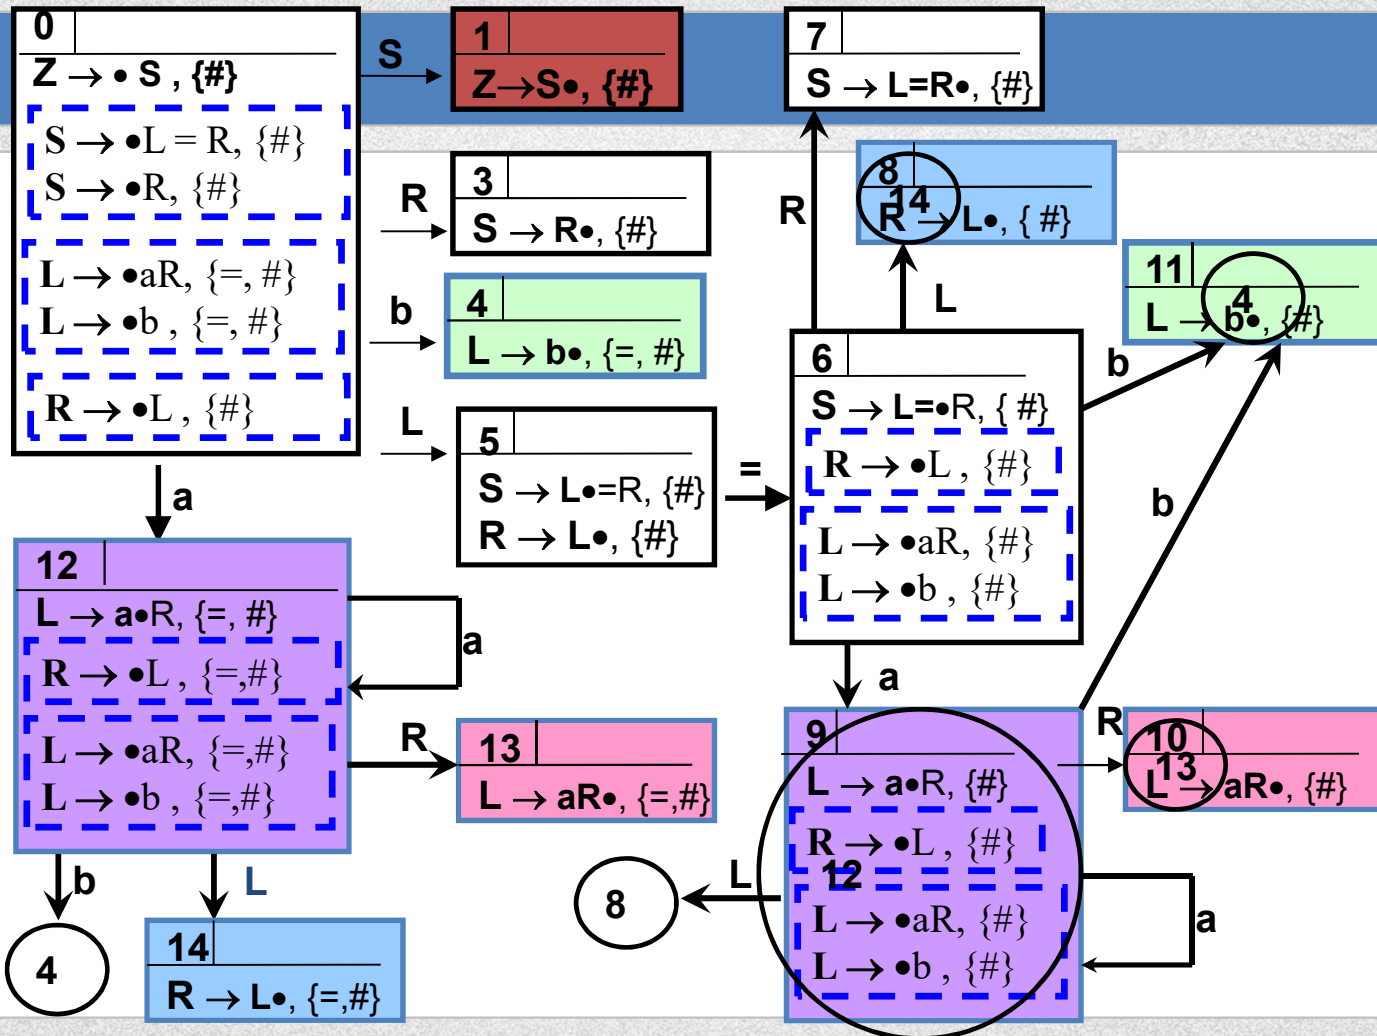 0
Z → • S , {#}
S → •L = R, {#}
S → •R, {#}
L → •aR, {=, #}
L → •b , {=, #}
R → •L , {#}
S
1
Z→S•, {#}
R
3
S → R•, {#}
b
4
L → b•, {=, #}
L
5
S → L•=R, {#}
R → L•, {#}
=
6
S → L=•R, { #}
R → •L , {#}
L → •aR, {#}
L → •b , {#}
R
7
S → L=R•, {#}
L
8
14
R → L•, { #}
b
11
4
L → b•, {#}
b
a
12
L → a•R, {=, #}
R → •L , {=,#}
L → •aR, {=,#}
L → •b , {=,#}
a
R
13
L → aR•, {=,#}
b
4
L
14
R → L•, {=,#}
a
9
L → a•R, {#}
R → •L , {#}
12
L → •aR, {#}
L → •b , {#}
L
8
R
10
13
L → aR•, {#}
a